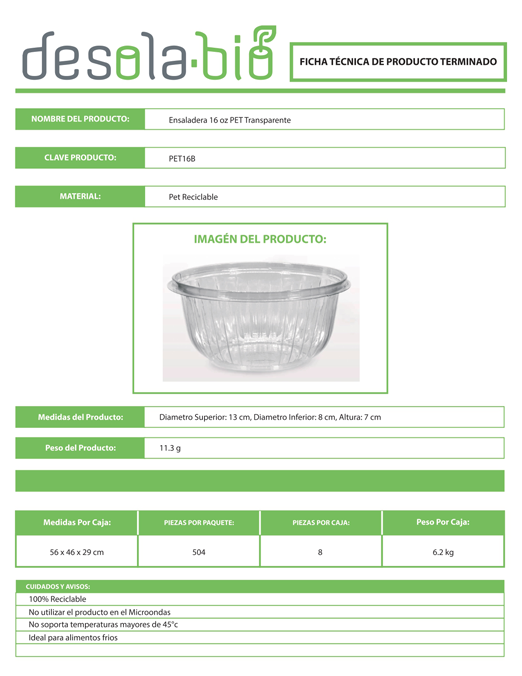 desola·bio
FICHA TÉCNICA DE PRODUCTO TERMINADO
NOMBRE DEL PRODUCTO: Ensaladera 16 oz PET Transparente
CLAVE PRODUCTO: PET16B
MATERIAL: Pet Reciclable
IMAGÉN DEL PRODUCTO:
Medidas del Producto: Diametro Superior: 13 cm, Diametro Inferior: 8 cm, Altura: 7 cm
Peso del Producto: 11.3 g
Medidas Por Caja: PIEZAS POR PAQUETE: PIEZAS POR CAJA: Peso Por Caja:
56 x 46 x 29 cm 504 8 6.2 kg
CUIDADOS Y AVISOS:
100% Reciclable
No utilizar el producto en el Microondas
No soporta temperaturas mayores de 45°c
Ideal para alimentos frios